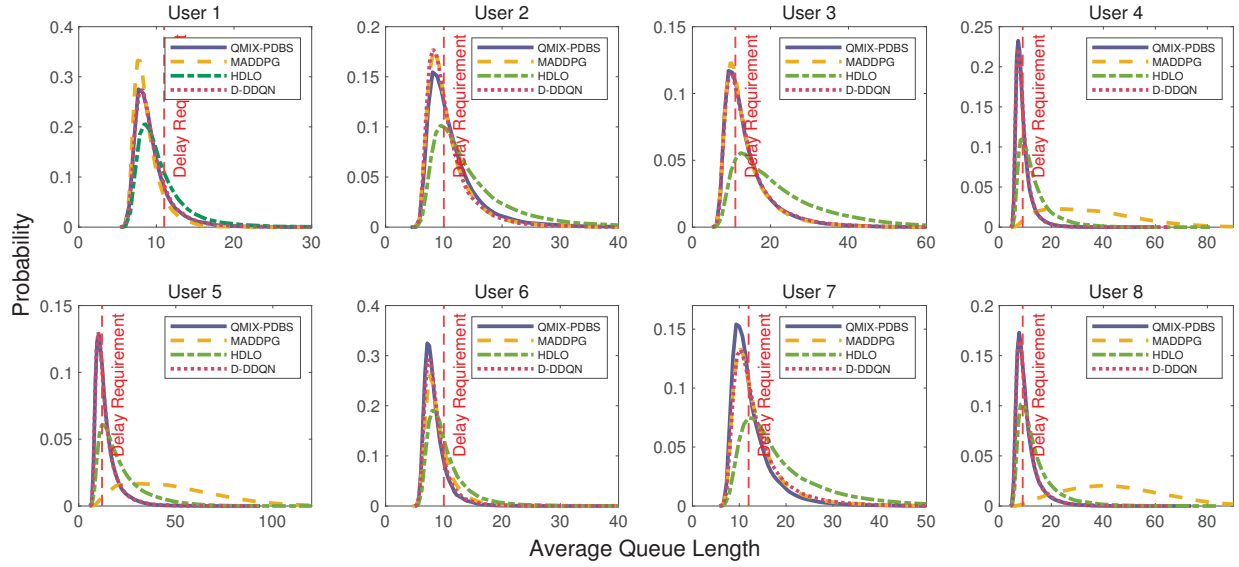 User 1
0.4
0.3
0.2
0.1
0
0
10
20
30
Delay Req
t
QMIX-PDBS
MADDPG
HDLO
D-DDQN
User 2
0.2
0.15
0.1
0.05
0
0
10
20
30
40
Delay Requirement
QMIX-PDBS
MADDPG
HDLO
D-DDQN
User 3
0.15
0.1
0.05
0
0
20
40
60
Delay Requirement
QMIX-PDBS
MADDPG
HDLO
D-DDQN
User 4
0.25
0.2
0.15
0.1
0.05
0
0
20
40
60
80
Delay Requirement
QMIX-PDBS
MADDPG
HDLO
D-DDQN
Probability
User 5
0.15
0.1
0.05
0
50
100
Delay Requirement
QMIX-PDBS
MADDPG
HDLO
D-DDQN
User 6
0.4
0.3
0.2
0.1
0
0
10
20
30
40
Delay Requirement
QMIX-PDBS
MADDPG
HDLO
D-DDQN
User 7
0.15
0.1
0.05
0
0
10
20
30
40
50
Delay Requirement
QMIX-PDBS
MADDPG
HDLO
D-DDQN
User 8
0.2
0.15
0.1
0.05
0
0
20
40
60
80
Delay Requirement
QMIX-PDBS
MADDPG
HDLO
D-DDQN
Average Queue Length